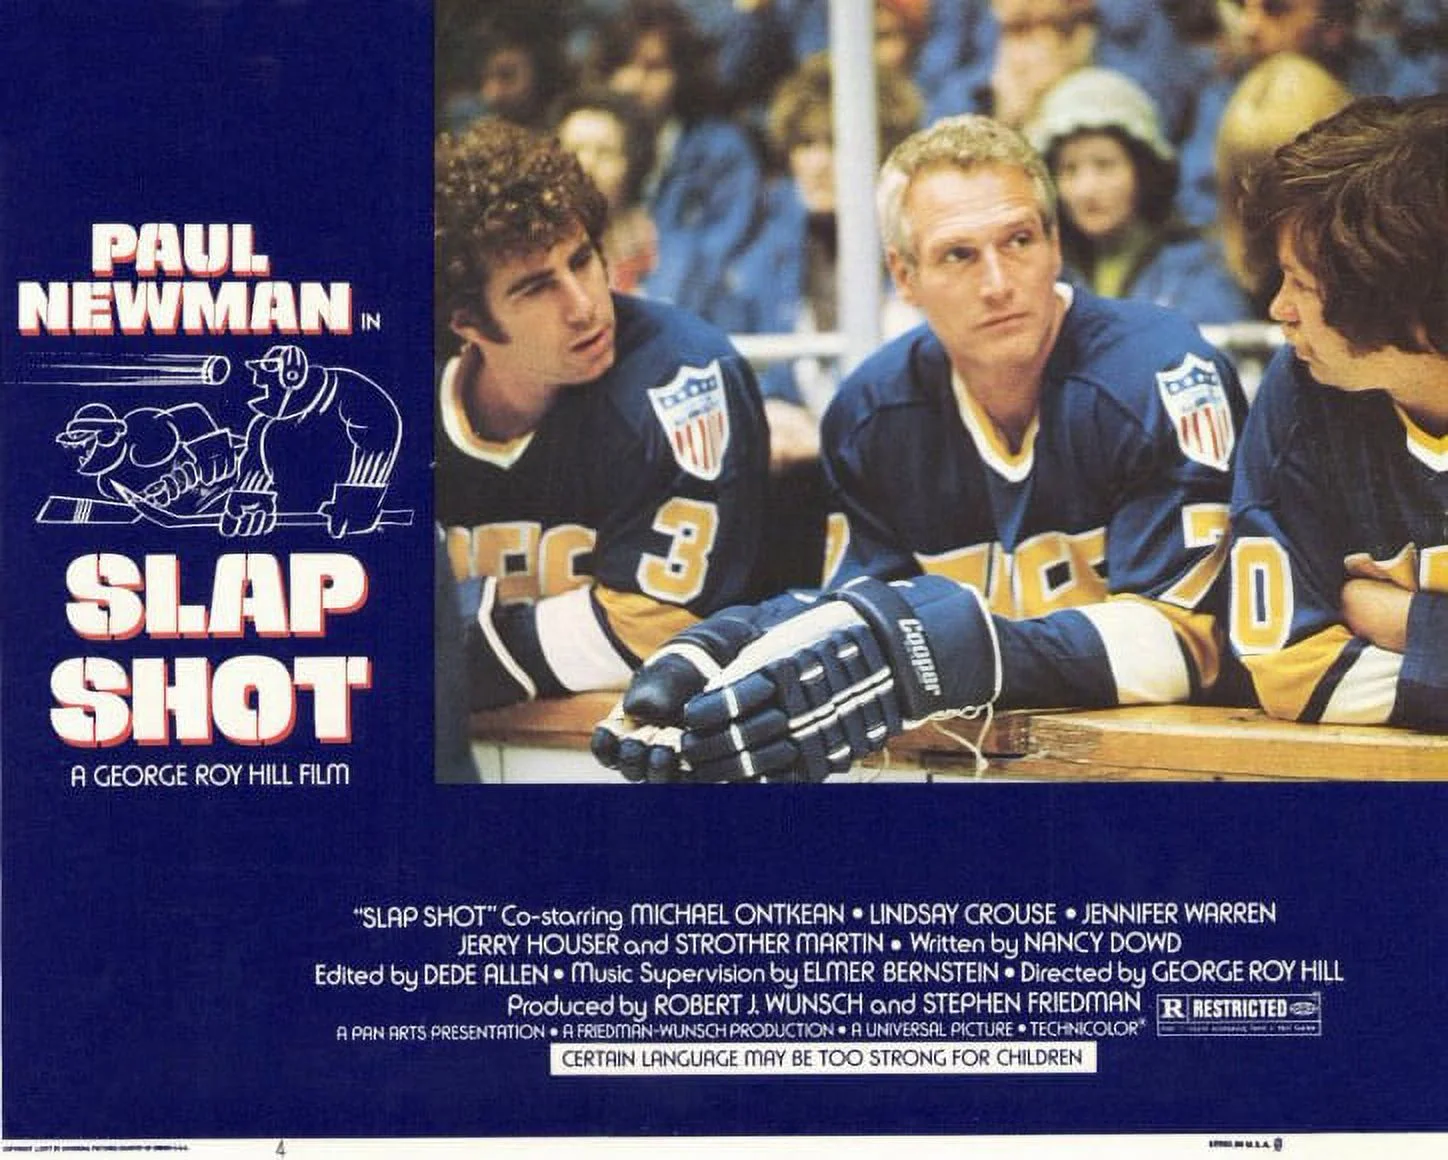 PAUL
NEWMAN IN
SLAP
SHOT
A GEORGE ROY HILL FILM
3
7
0
Cooper
"SLAP SHOT" Co-starring MICHAEL ONTKEAN • LINDSAY CROUSE • JENNIFER WARREN
JERRY HOUSER and STROTHER MARTIN • Written by NANCY DOWD
Edited by DEDE ALLEN • Music Supervision by ELMER BERNSTEIN • Directed by GEORGE ROY HILL
Produced by ROBERT J. WUNSCH and STEPHEN FRIEDMAN
R RESTRICTED
A PAN ARTS PRESENTATION • A FRIEDMAN-WUNSCH PRODUCTION • A UNIVERSAL PICTURE • TECHNICOLOR®
CERTAIN LANGUAGE MAY BE TOO STRONG FOR CHILDREN
4